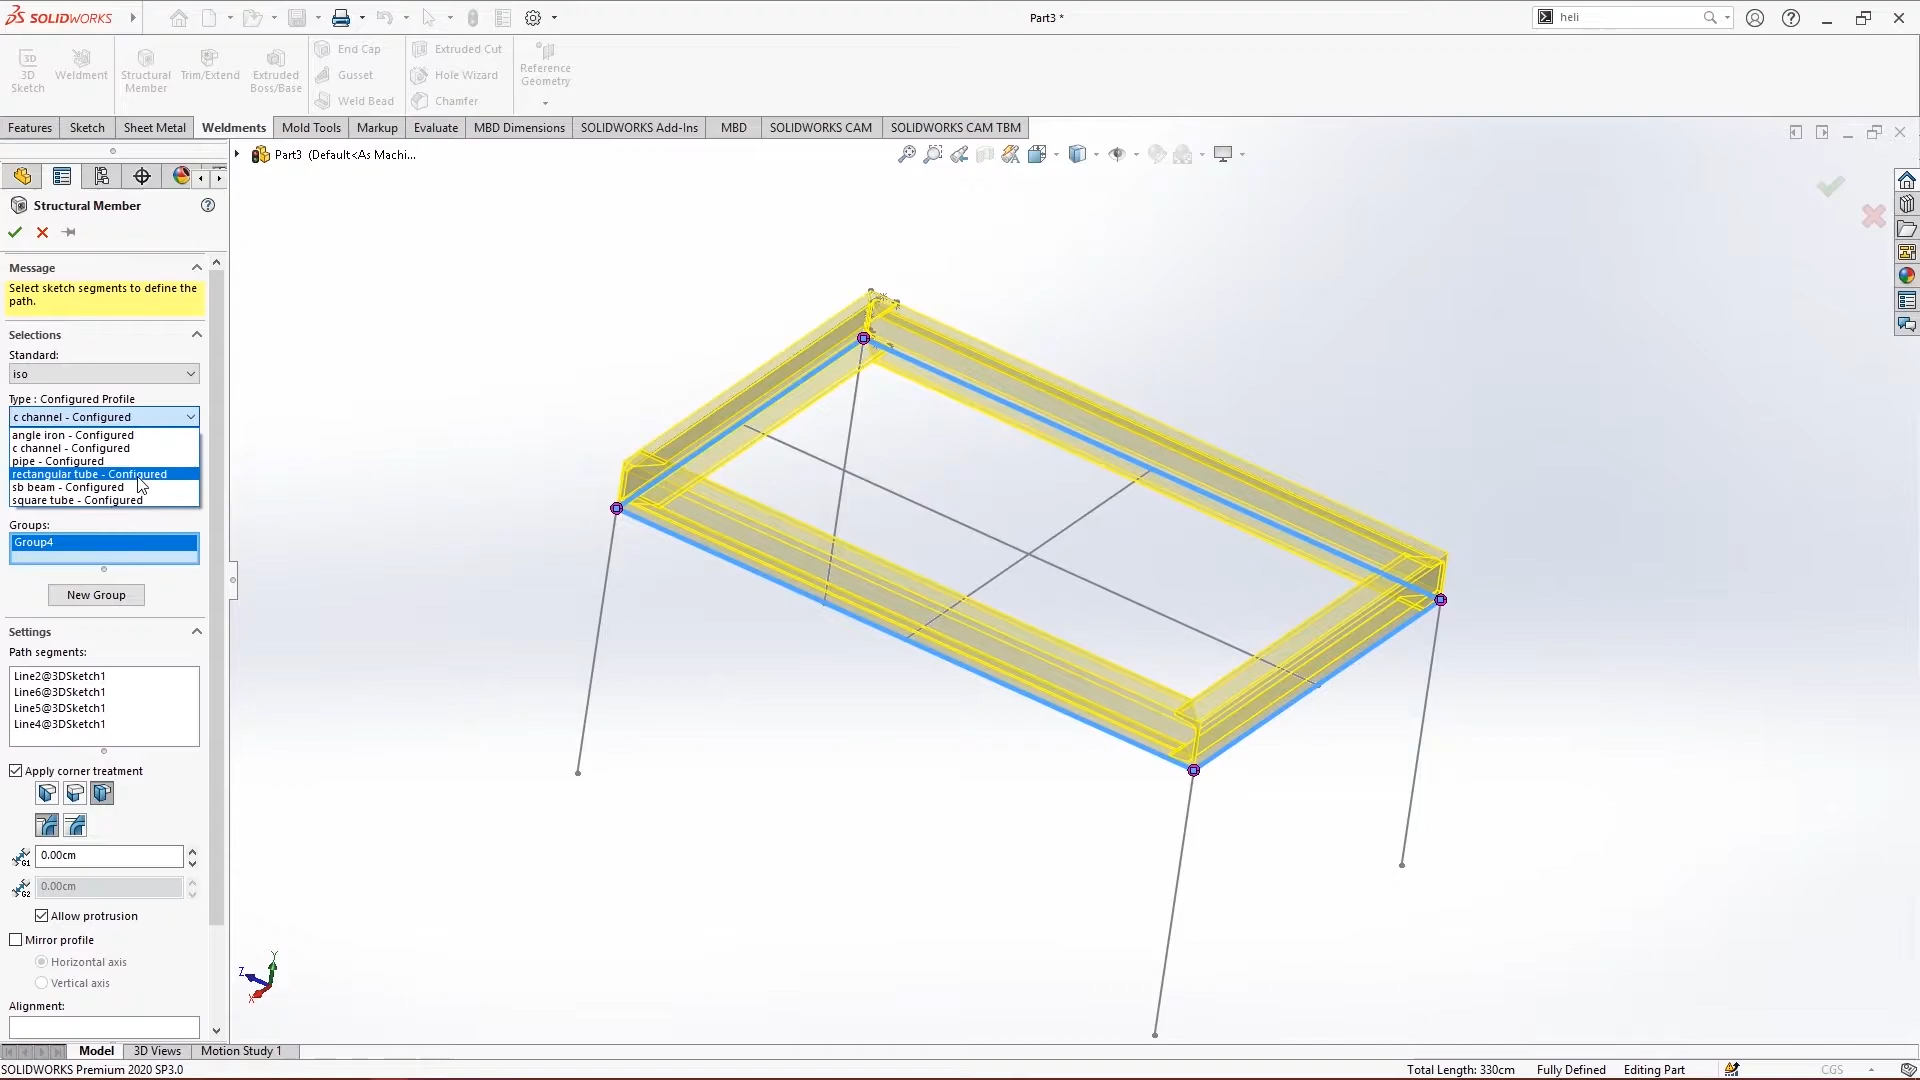 SOLIDWORKS
Part3 *
heli
3D
Sketch
Weldment
Structural
Member
Trim/Extend
Extruded
Boss/Base
End Cap
Gusset
Weld Bead
Extruded Cut
Hole Wizard
Chamfer
Reference
Geometry
Features
Sketch
Sheet Metal
Weldments
Mold Tools
Markup
Evaluate
MBD Dimensions
SOLIDWORKS Add-Ins
MBD
SOLIDWORKS CAM
SOLIDWORKS CAM TBM
Part3 (Default<As Machi...
Structural Member
Message
Select sketch segments to define the
path.
Selections
Standard:
iso
Type : Configured Profile
c channel - Configured
angle iron - Configured
c channel - Configured
pipe - Configured
rectangular tube - Configured
sb beam - Configured
square tube - Configured
Groups:
Group4
New Group
Settings
Path segments:
Line2@3DSketch1
Line6@3DSketch1
Line5@3DSketch1
Line4@3DSketch1
Apply corner treatment
G1
0.00cm
G2
0.00cm
Allow protrusion
Mirror profile
Horizontal axis
Vertical axis
Alignment:
Y
Z
X
Model
3D Views
Motion Study 1
SOLIDWORKS Premium 2020 SP3.0
Total Length: 330cm
Fully Defined
Editing Part
CGS